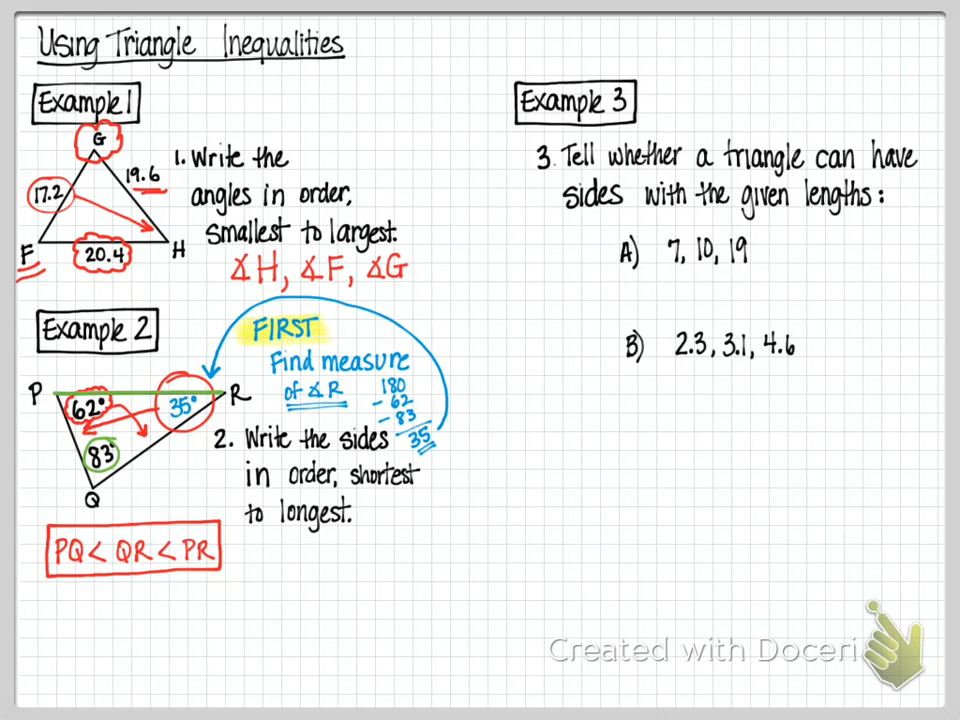 Using Triangle Inequalities
Example 1
G
17.2
19.6
F
20.4
H
1. Write the
angles in order,
smallest to largest.
∡H, ∡F, ∡G
Example 2
P
62°
35°
R
83°
Q
FIRST
Find measure
of ∡R
180
- 62
- 83
35
2. Write the sides
in order, shortest
to longest.
PQ < QR < PR
Example 3
3. Tell whether a triangle can have
sides with the given lengths:
A) 7, 10, 19
B) 2.3, 3.1, 4.6
Created with Doceri